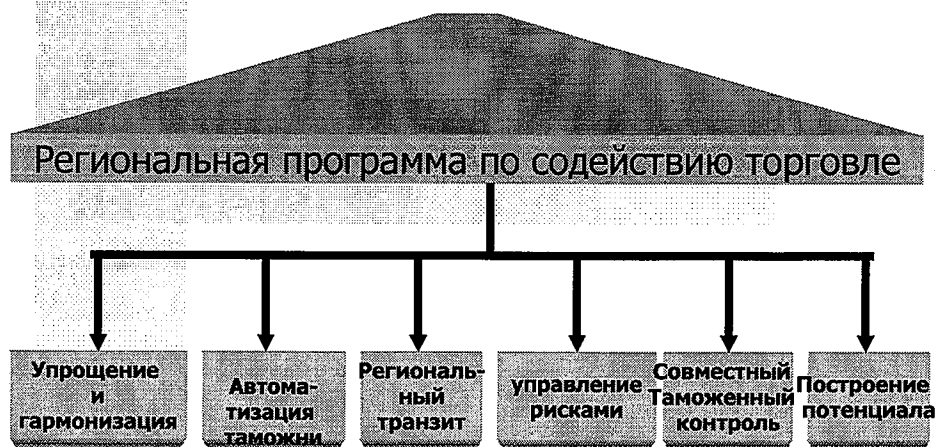 Региональная программа по содействию торговле
Упрощение
и
гармонизация
Автома-
тизация
таможни
Региональ-
ный
транзит
управление
рисками
Совместный
Таможенный
контроль
Построение
потенциала